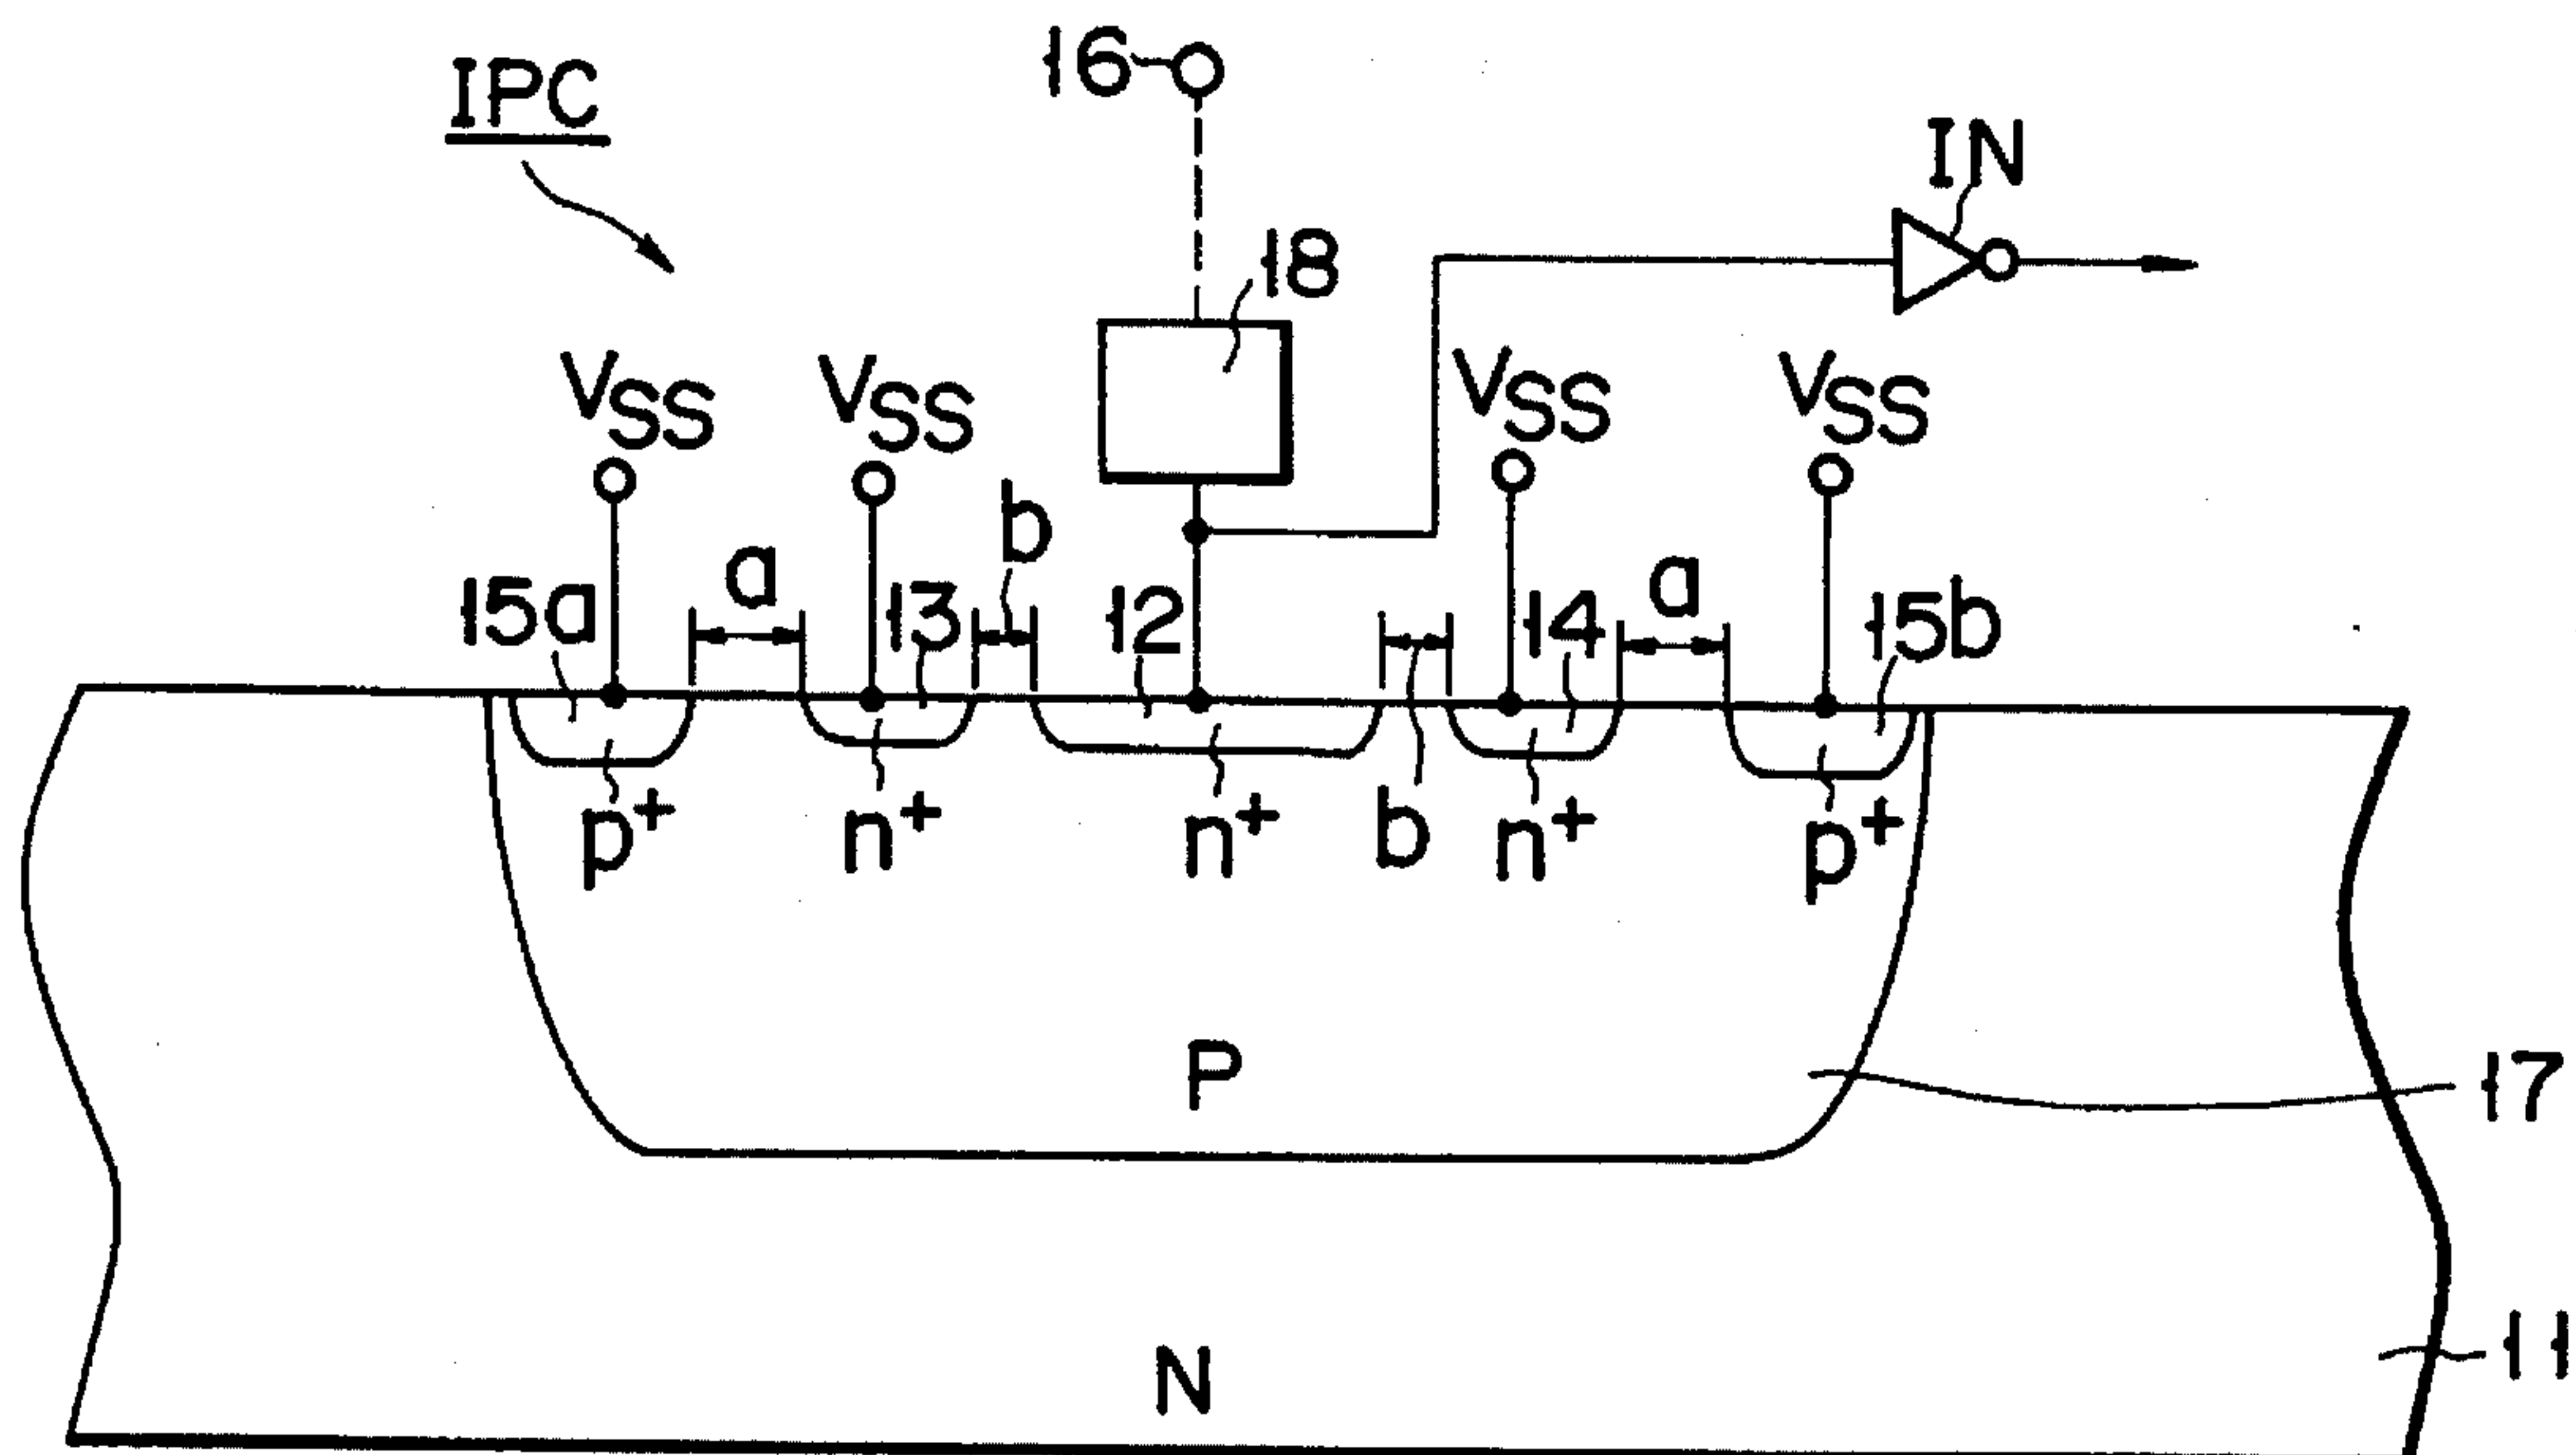 IPC
16
IN
18
VSS VSS VSS VSS
b
a a
15a 13 12 14 15b
p+ n+ n+ b n+ p+
P
17
N
11